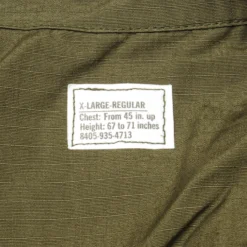 X-LARGE-REGULAR
Chest: From 45 in. up
Height: 67 to 71 inches
8405-935-4713